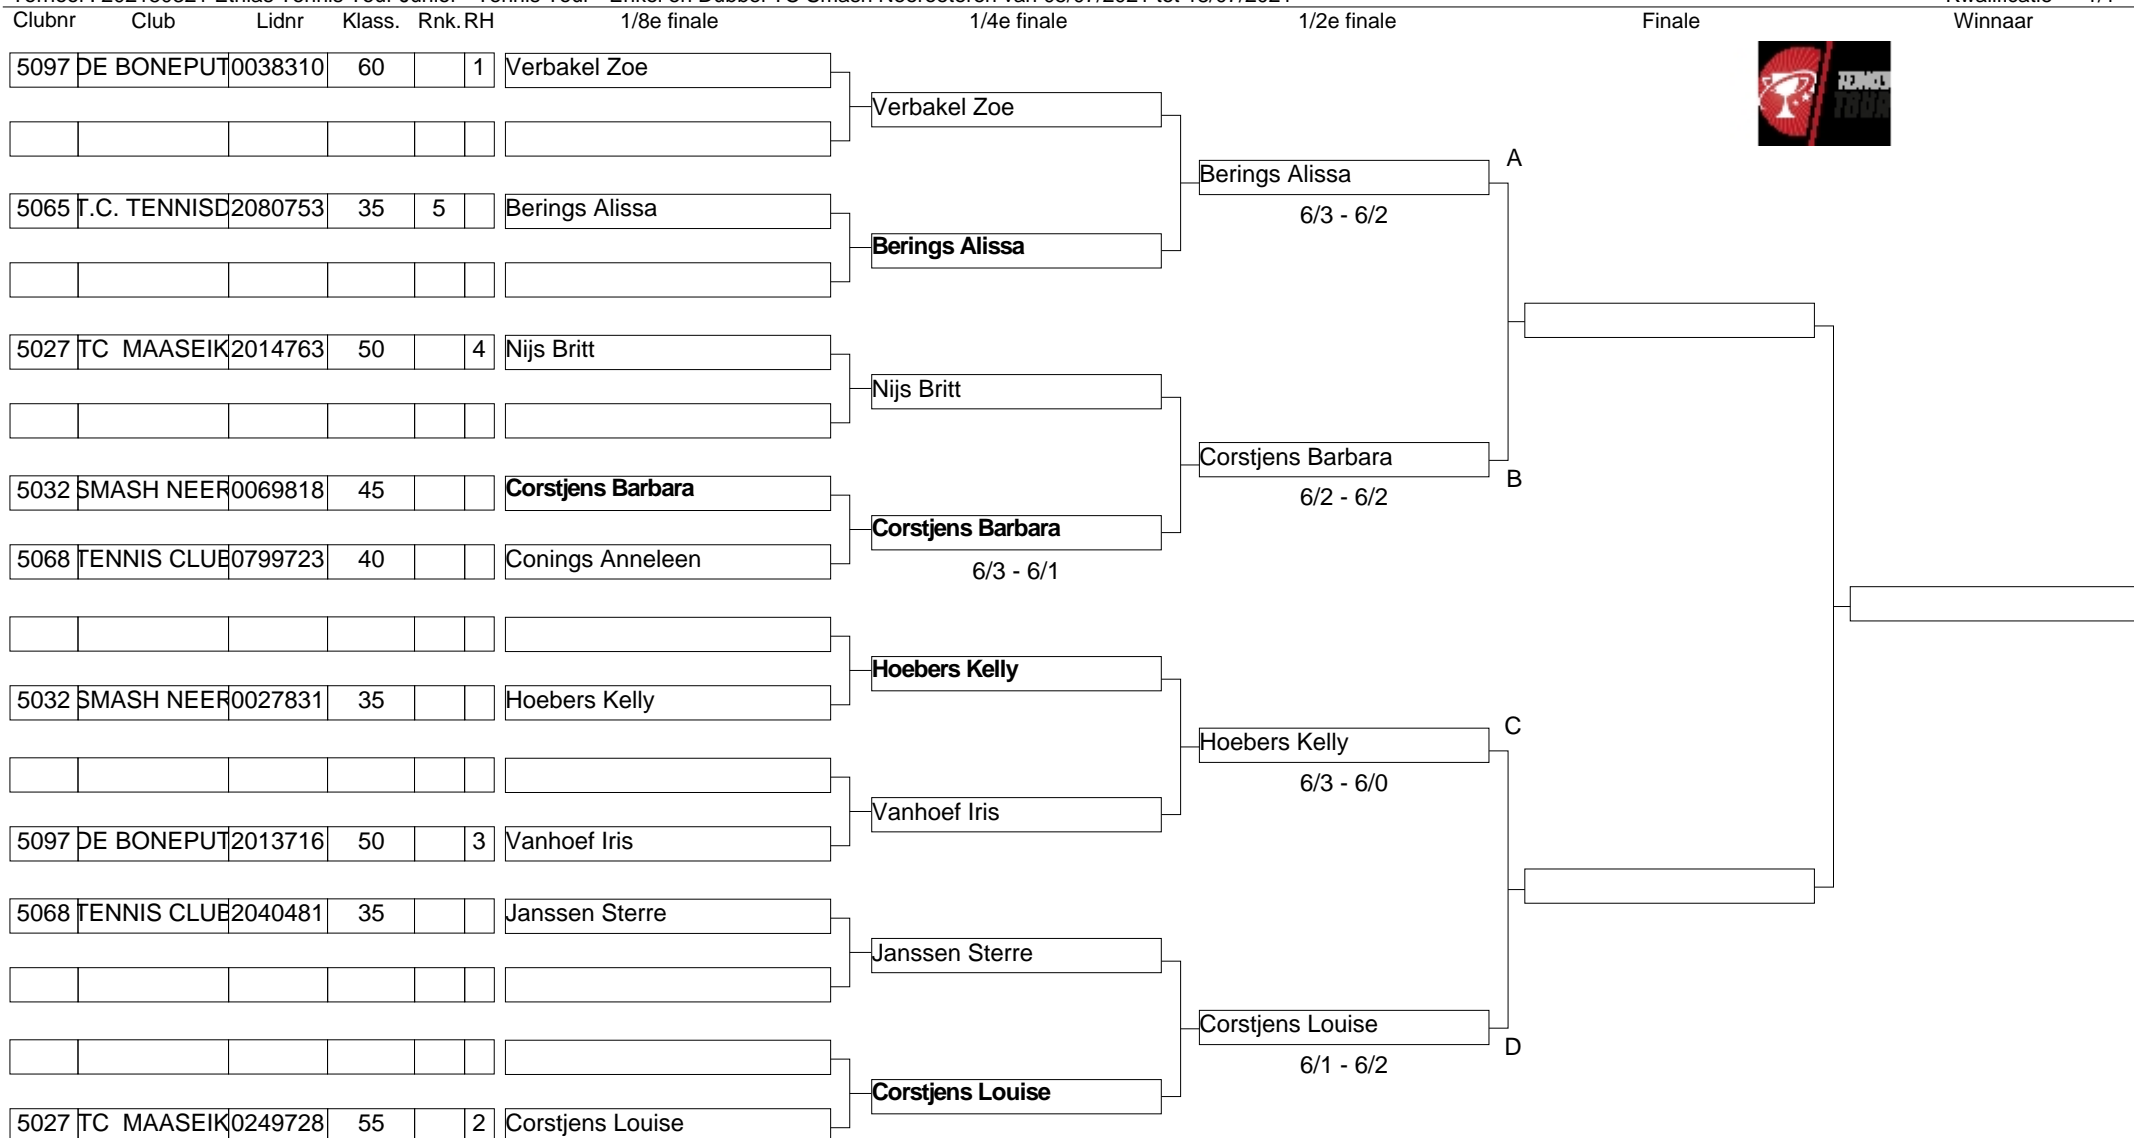 Clubnr Club Lidnr Klass. Rnk. RH 1/8e finale 1/4e finale 1/2e finale Finale Winnaar
5097 DE BONEPUT 0038310 60 1 Verbakel Zoe
Verbakel Zoe
A
Berings Alissa
5065 T.C. TENNISD 2080753 35 5 Berings Alissa
6/3 - 6/2
Berings Alissa
5027 TC MAASEIK 2014763 50 4 Nijs Britt
Nijs Britt
Corstjens Barbara
B
5032 SMASH NEER 0069818 45 Corstjens Barbara
6/2 - 6/2
Corstjens Barbara
5068 TENNIS CLUB 0799723 40 Conings Anneleen
6/3 - 6/1
Hoebers Kelly
5032 SMASH NEER 0027831 35 Hoebers Kelly
C
Hoebers Kelly
6/3 - 6/0
Vanhoef Iris
5097 DE BONEPUT 2013716 50 3 Vanhoef Iris
5068 TENNIS CLUB 2040481 35 Janssen Sterre
Janssen Sterre
Corstjens Louise
D
6/1 - 6/2
Corstjens Louise
5027 TC MAASEIK 0249728 55 2 Corstjens Louise